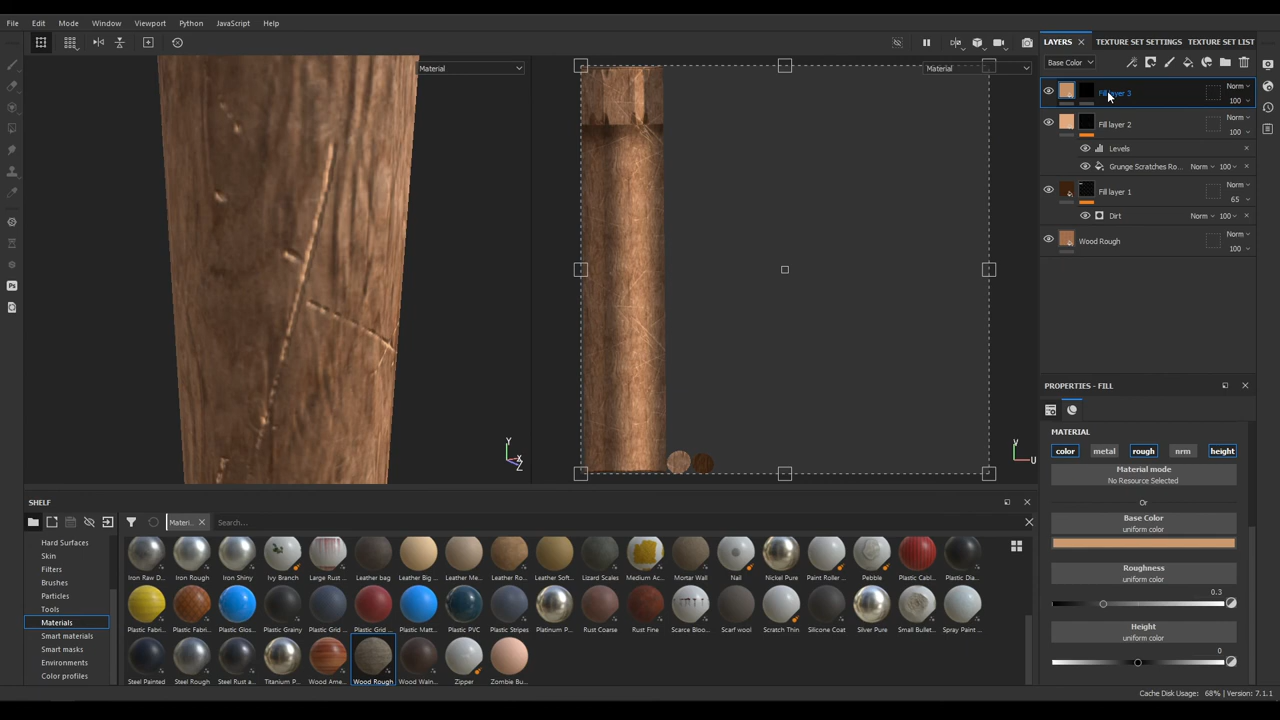 File Edit Mode Window Viewport Python JavaScript Help
LAYERS TEXTURE SET SETTINGS TEXTURE SET LIST
Base Color
Material
Material
Fill layer 3 Norm
100
Fill layer 2 Norm
100
Levels
Grunge Scratches Ro... Norm 100
Fill layer 1 Norm
65
Dirt Norm 100
Wood Rough Norm
100
Ps
Y
X
Z
V
U
PROPERTIES - FILL
MATERIAL
color metal rough nrm height
Material mode
No Resource Selected
Or
Base Color
uniform color
Roughness
uniform color
0.3
Height
uniform color
0
SHELF
Materi... Search...
Hard Surfaces
Skin
Filters
Brushes
Particles
Tools
Materials
Smart materials
Smart masks
Environments
Color profiles
Iron Raw D... Iron Rough Iron Shiny Ivy Branch Large Rust ... Leather bag Leather Big ... Leather Me... Leather Ro... Leather Soft... Lizard Scales Medium Ac... Mortar Wall Nail Nickel Pure Paint Roller ... Pebble Plastic Cabl... Plastic Dia...
Plastic Fabri... Plastic Fabri... Plastic Glos... Plastic Grainy Plastic Grid ... Plastic Grid ... Plastic Matt... Plastic PVC Plastic Stripes Platinum P... Rust Coarse Rust Fine Scarce Bloo... Scarf wool Scratch Thin Silicone Coat Silver Pure Small Bullet... Spray Paint ...
Steel Painted Steel Rough Steel Rust a... Titanium P... Wood Ame... Wood Rough Wood Waln... Zipper Zombie Bu...
Cache Disk Usage: 68% | Version: 7.1.1